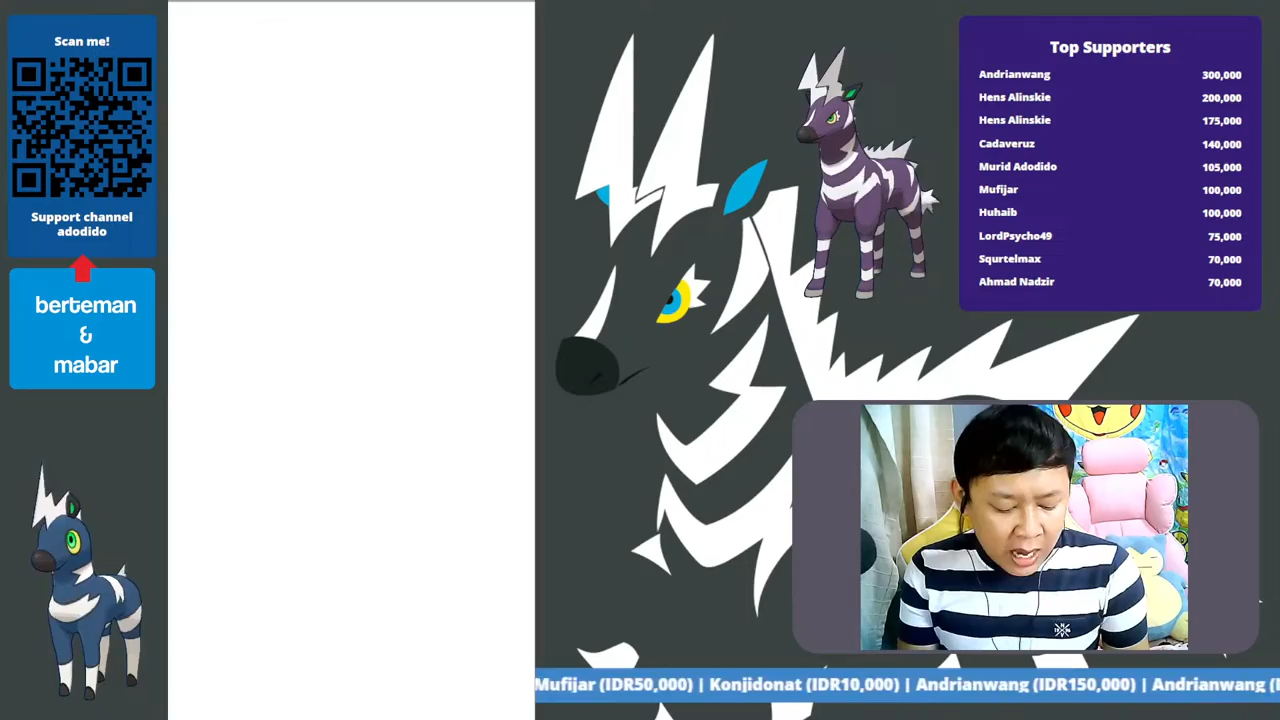 Scan me!
Support channel
adodido
berteman
&
mabar
Top Supporters
Andrianwang 300,000
Hens Alinskie 200,000
Hens Alinskie 175,000
Cadaveruz 140,000
Murid Adodido 105,000
Mufijar 100,000
Huhaib 100,000
LordPsycho49 75,000
Squrtelmax 70,000
Ahmad Nadzir 70,000
Mufijar (IDR50,000) | Konjidonat (IDR10,000) | Andrianwang (IDR150,000) | Andrianwang (